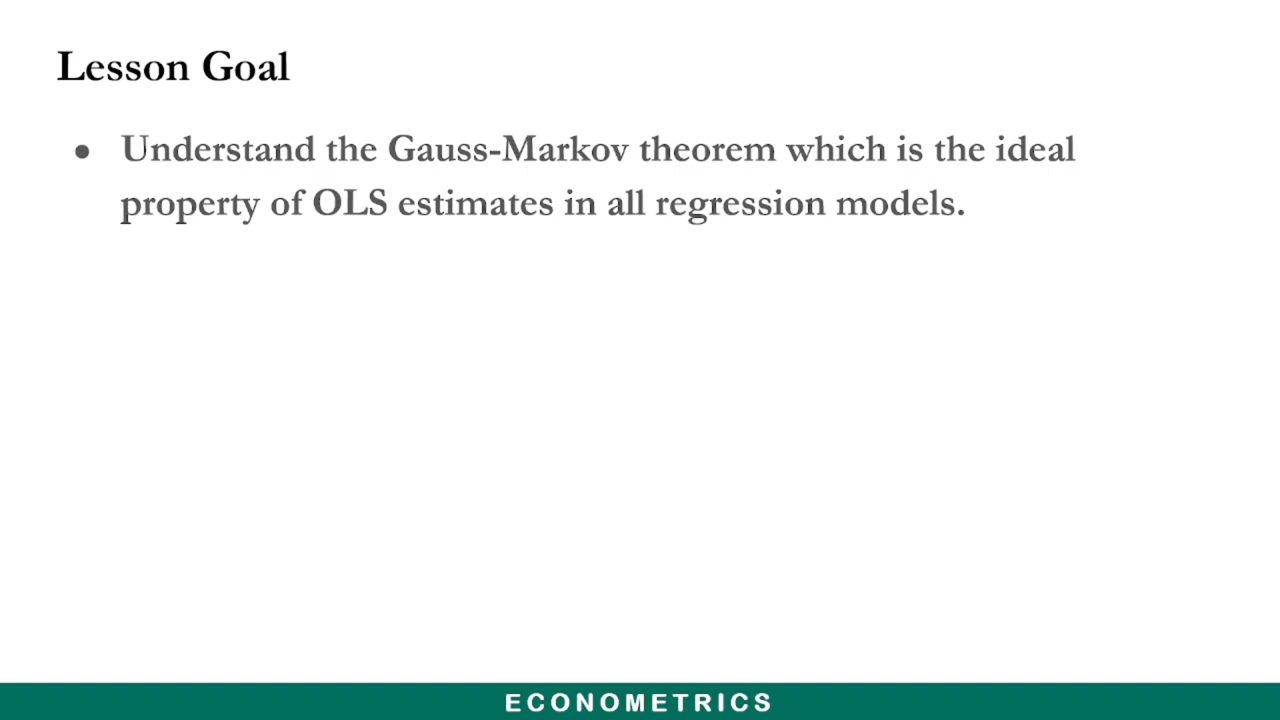 Lesson Goal
● Understand the Gauss-Markov theorem which is the ideal
property of OLS estimates in all regression models.
ECONOMETRICS